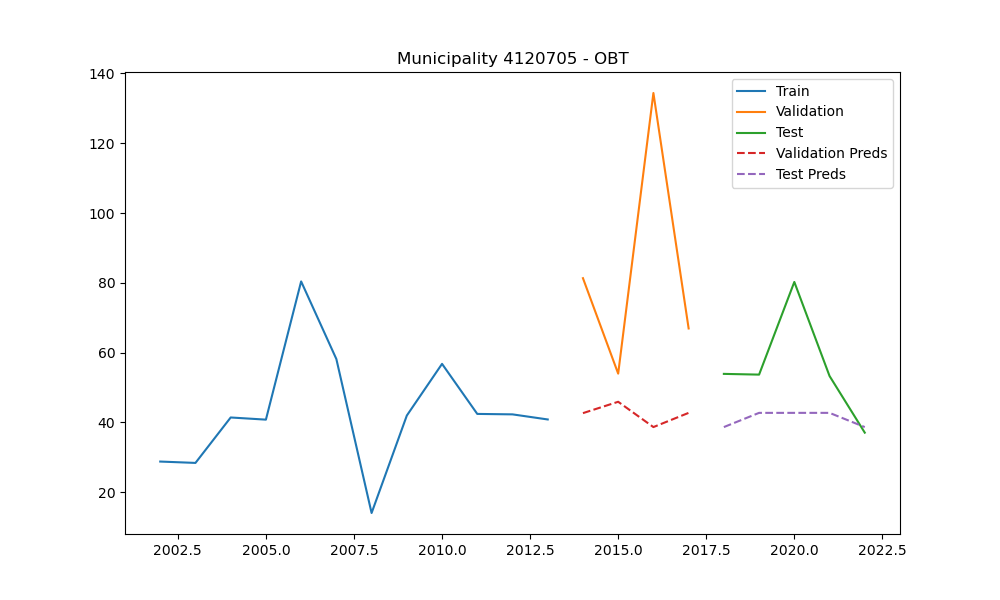 Municipality 4120705 - OBT
140
120
100
80
60
40
20
2002.5
2005.0
2007.5
2010.0
2012.5
2015.0
2017.5
2020.0
2022.5
Train
Validation
Test
Validation Preds
Test Preds